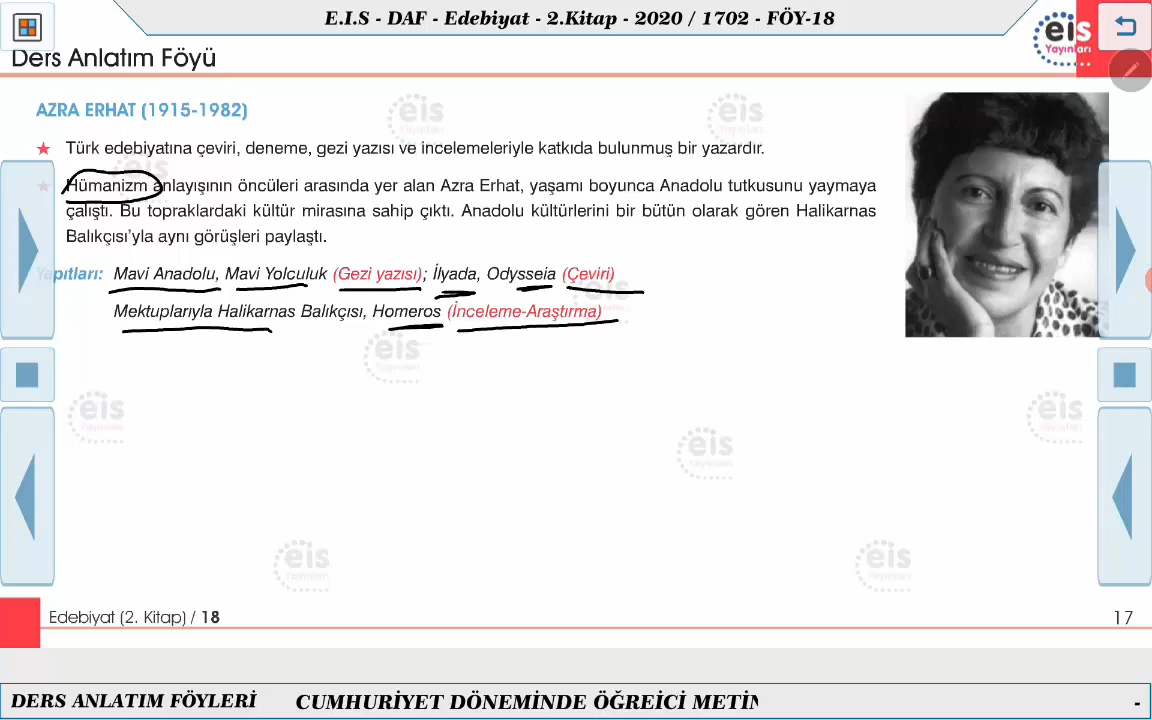 E.I.S - DAF - Edebiyat - 2.Kitap - 2020 / 1702 - FÖY-18
eis
Yayınları
Ders Anlatım Föyü
AZRA ERHAT (1915-1982)
Türk edebiyatına çeviri, deneme, gezi yazısı ve incelemeleriyle katkıda bulunmuş bir yazardır.
Hümanizm anlayışının öncüleri arasında yer alan Azra Erhat, yaşamı boyunca Anadolu tutkusunu yaymaya
çalıştı. Bu topraklardaki kültür mirasına sahip çıktı. Anadolu kültürlerini bir bütün olarak gören Halikarnas
Balıkçısı'yla aynı görüşleri paylaştı.
Yapıtları: Mavi Anadolu, Mavi Yolculuk (Gezi yazısı); İlyada, Odysseia (Çeviri)
Mektuplarıyla Halikarnas Balıkçısı, Homeros (İnceleme-Araştırma)
Edebiyat (2. Kitap) / 18
17
DERS ANLATIM FÖYLERİ CUMHURİYET DÖNEMİNDE ÖĞREİCİ METİN -